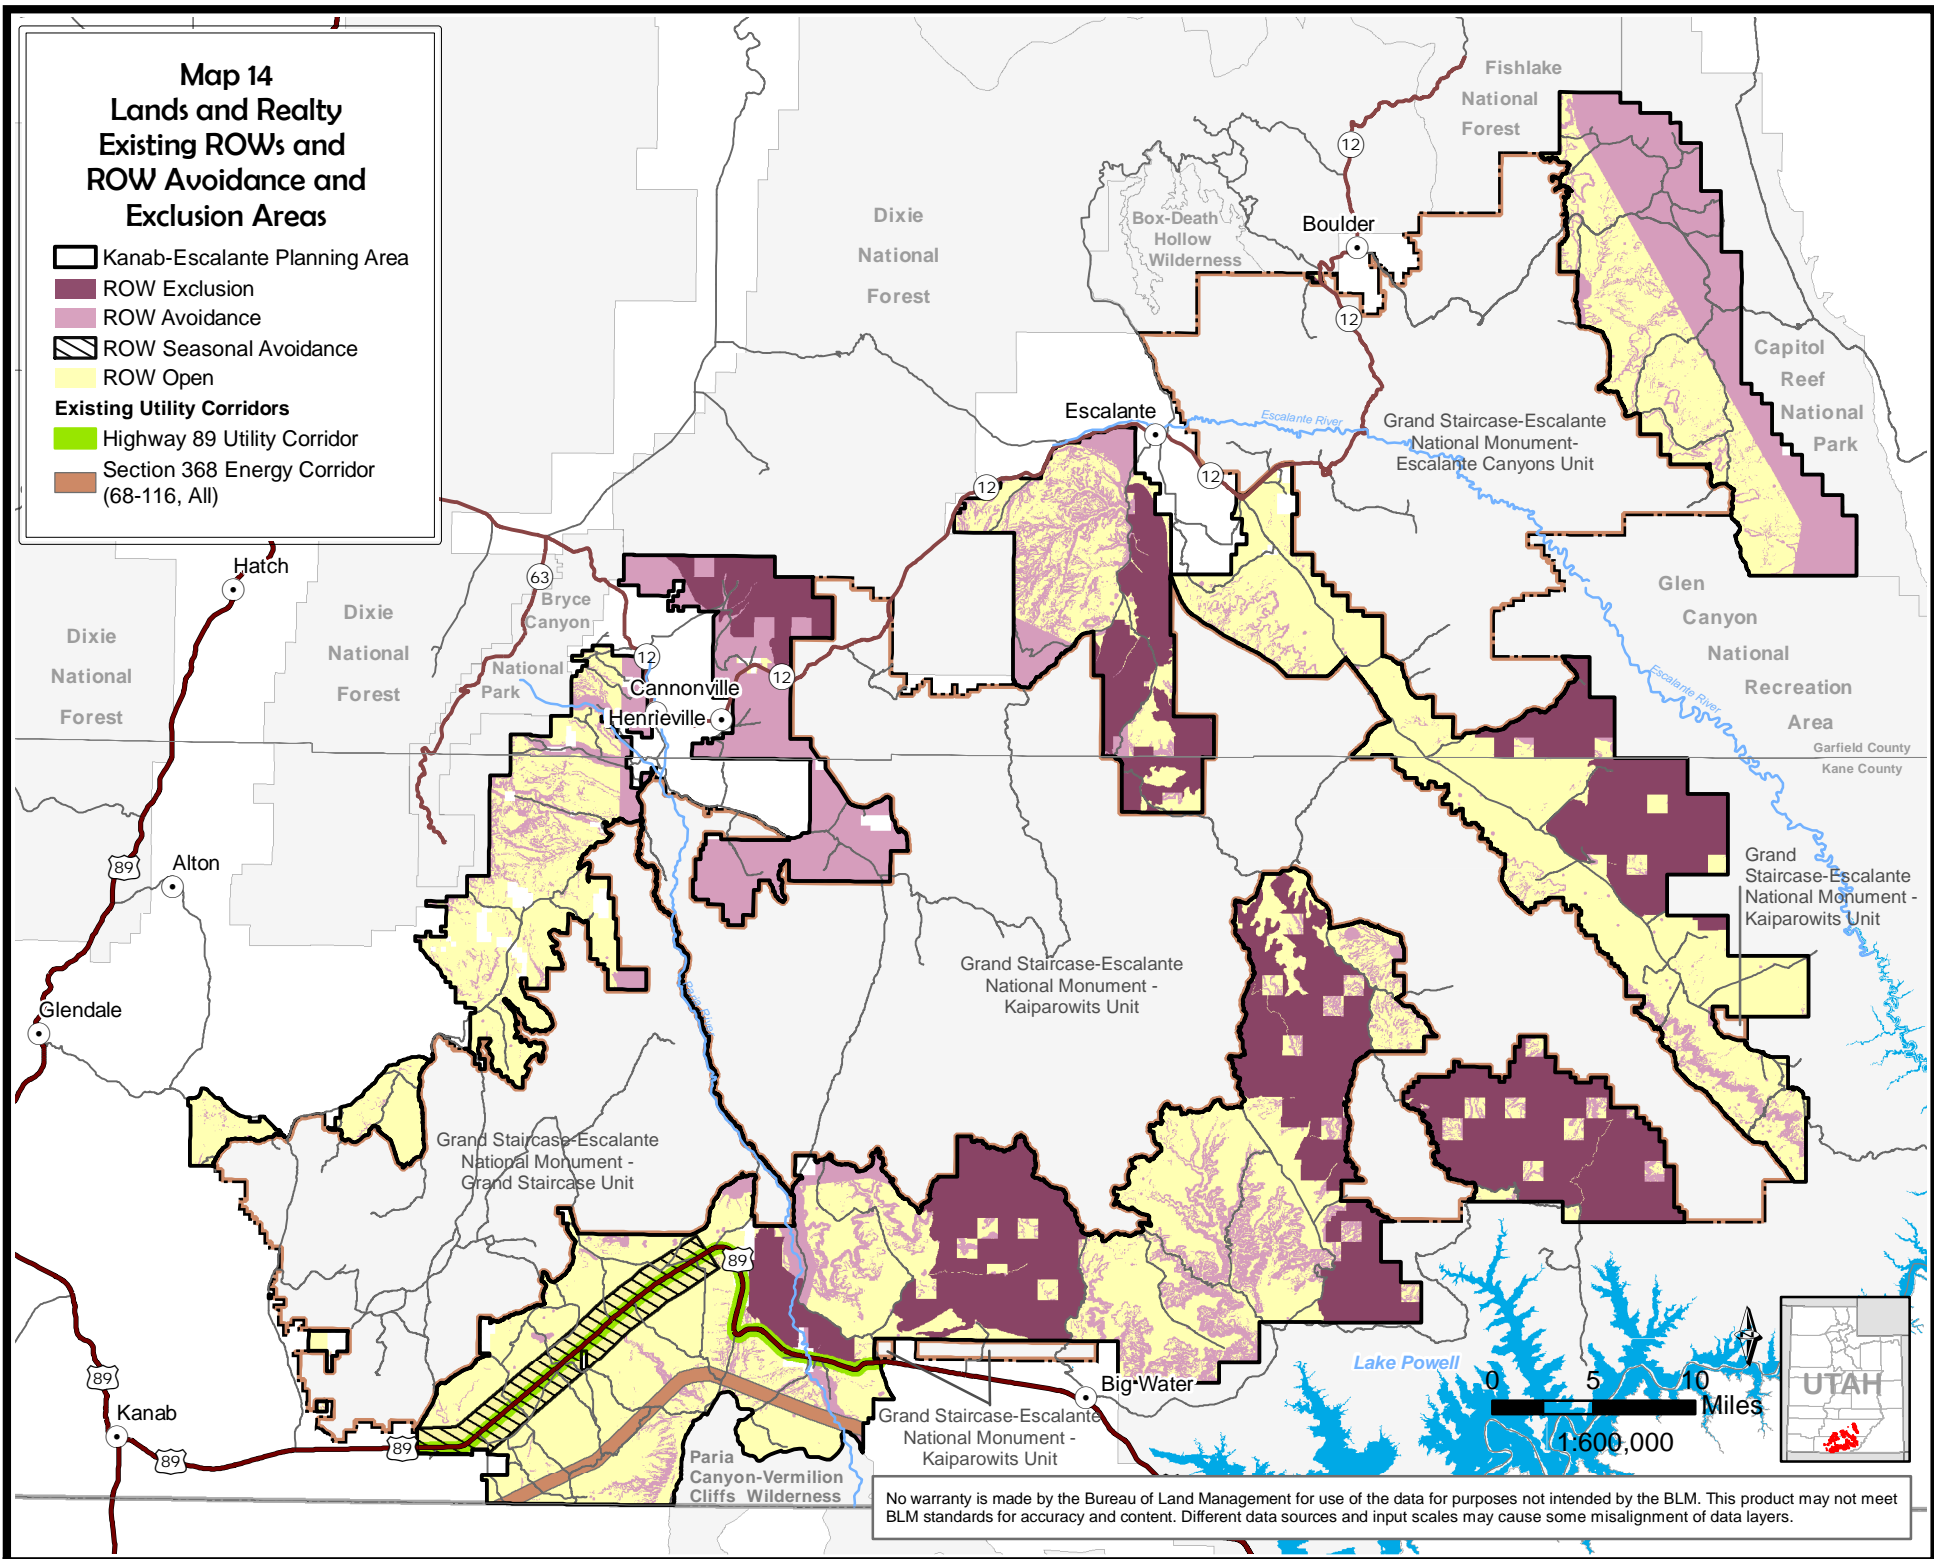 Map 14
Lands and Realty
Existing ROWs and
ROW Avoidance and
Exclusion Areas
Kanab-Escalante Planning Area
ROW Exclusion
ROW Avoidance
ROW Seasonal Avoidance
ROW Open
Existing Utility Corridors
Highway 89 Utility Corridor
Section 368 Energy Corridor
(68-116, All)
Fishlake
National
Forest
12
Box-Death
Hollow
Wilderness
Boulder
Dixie
National
Forest
12
Capitol
Reef
National
Park
Escalante
Escalante River
Grand Staircase-Escalante
National Monument-
Escalante Canyons Unit
12
12
Hatch
63
Bryce
Canyon
National
Park
Dixie
National
Forest
Dixie
National
Forest
12
Cannonville
Henrieville
12
Glen
Canyon
National
Recreation
Area
Escalante River
Garfield County
Kane County
89
Alton
Grand
Staircase-Escalante
National Monument -
Kaiparowits Unit
Glendale
Grand Staircase-Escalante
National Monument -
Kaiparowits Unit
Paria River
Grand Staircase-Escalante
National Monument -
Grand Staircase Unit
89
89
Kanab
89
89
Big Water
Grand Staircase-Escalante
National Monument -
Kaiparowits Unit
Paria
Canyon-Vermilion
Cliffs Wilderness
Lake Powell
0 5 10
Miles
1:600,000
UTAH
No warranty is made by the Bureau of Land Management for use of the data for purposes not intended by the BLM. This product may not meet
BLM standards for accuracy and content. Different data sources and input scales may cause some misalignment of data layers.